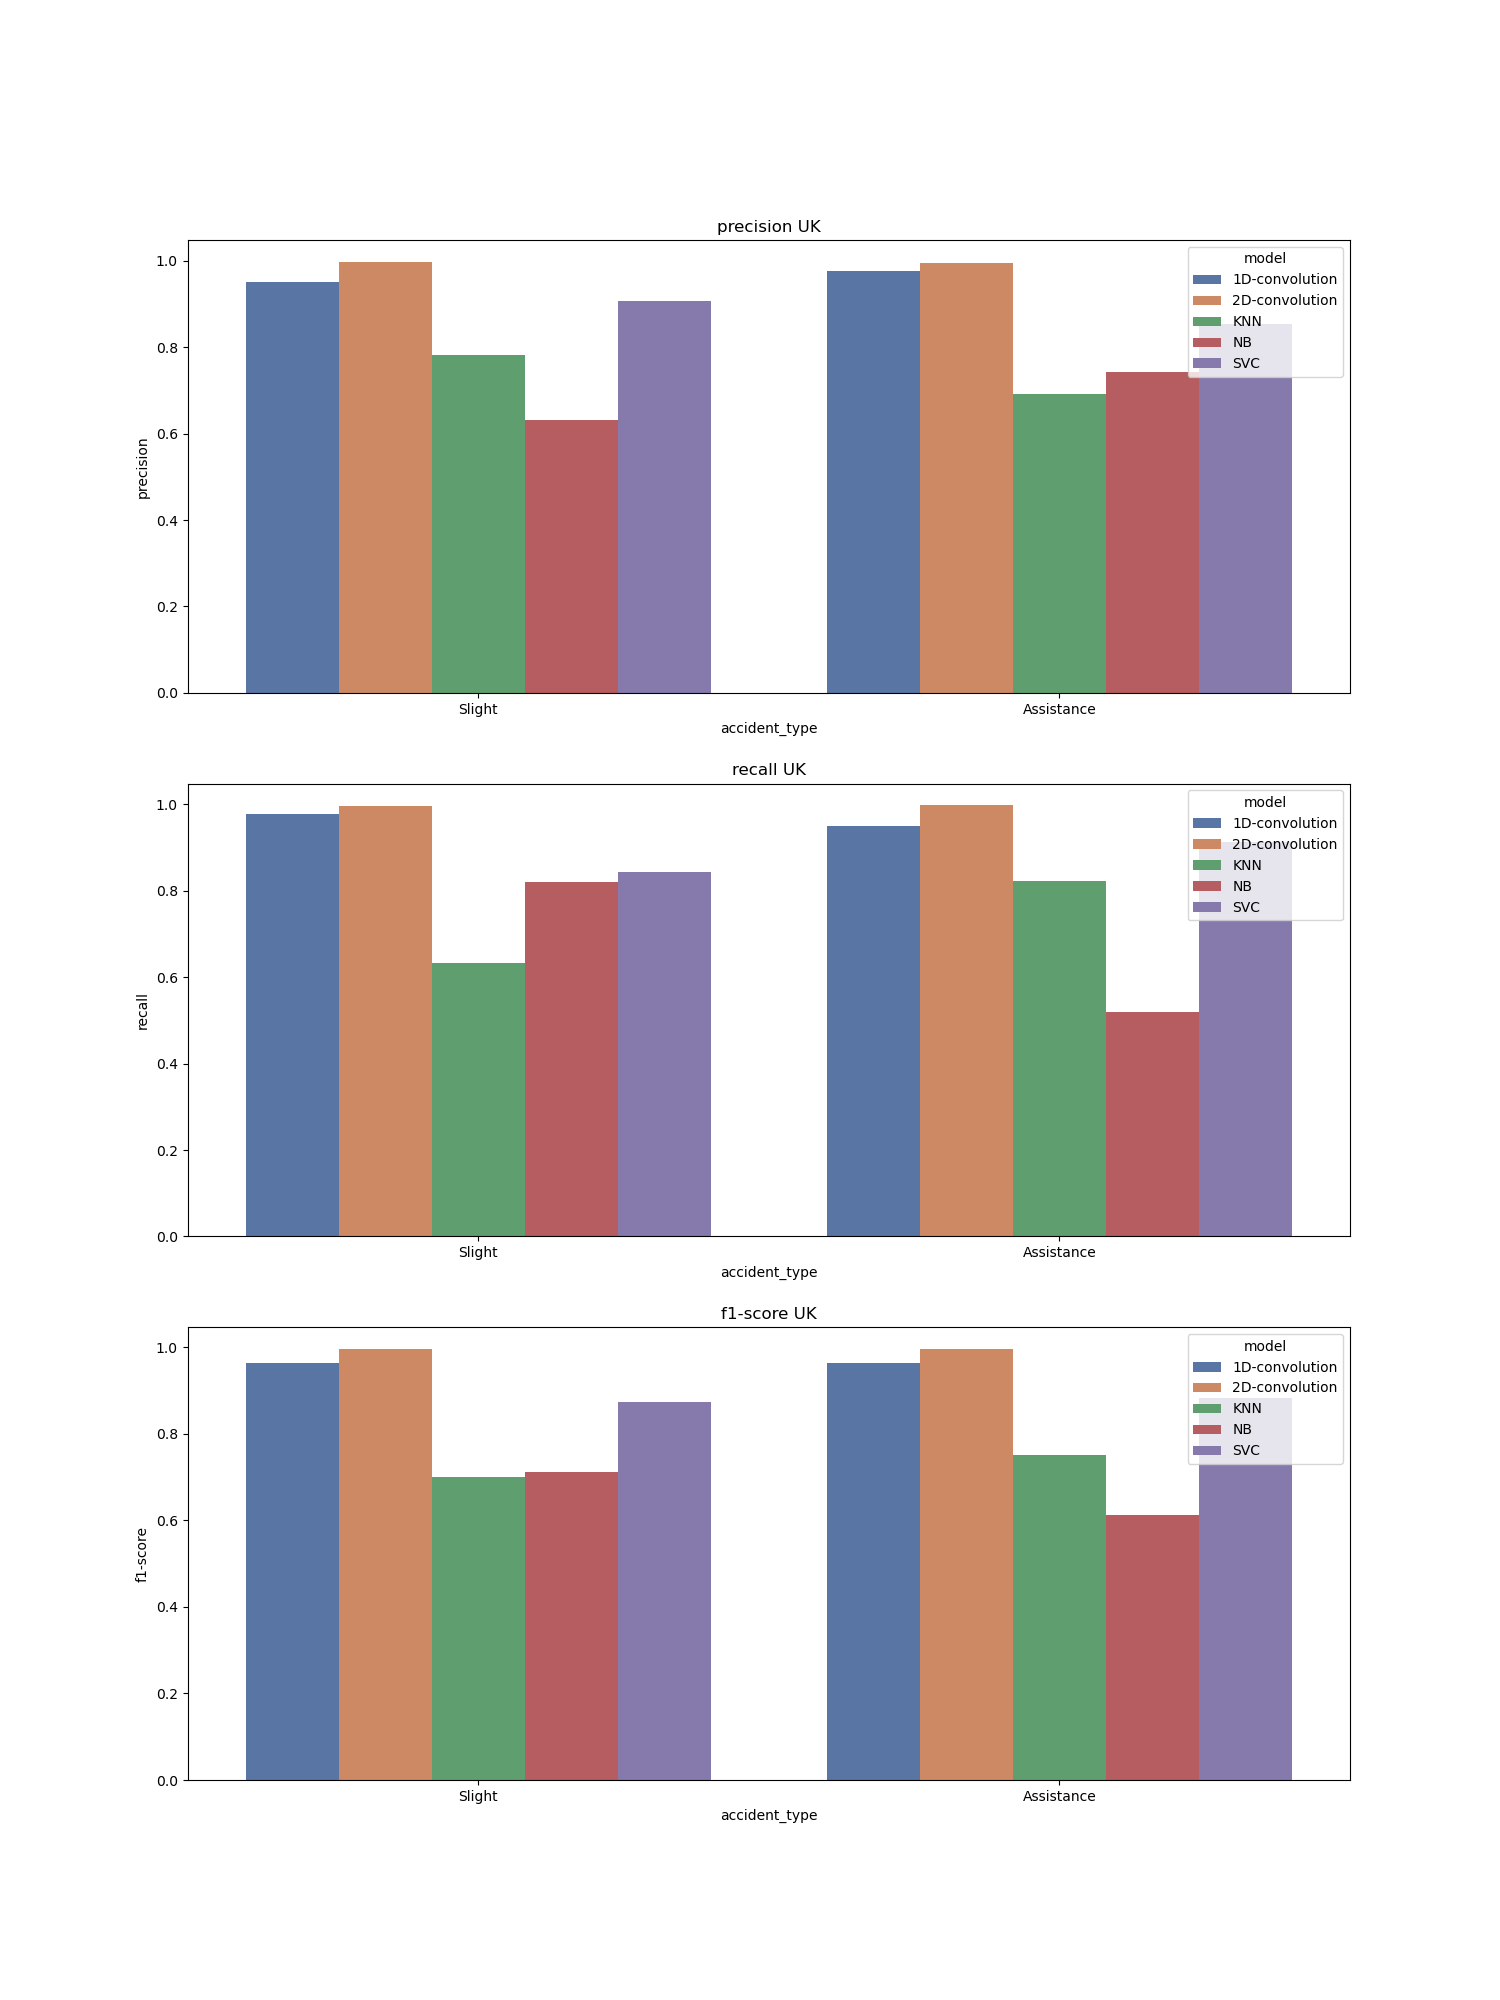 precision UK
1.0
0.8
0.6
0.4
0.2
0.0
precision
model
1D-convolution
2D-convolution
KNN
NB
SVC
Slight
Assistance
accident_type
recall UK
1.0
0.8
0.6
0.4
0.2
0.0
recall
model
1D-convolution
2D-convolution
KNN
NB
SVC
Slight
Assistance
accident_type
f1-score UK
1.0
0.8
0.6
0.4
0.2
0.0
f1-score
model
1D-convolution
2D-convolution
KNN
NB
SVC
Slight
Assistance
accident_type